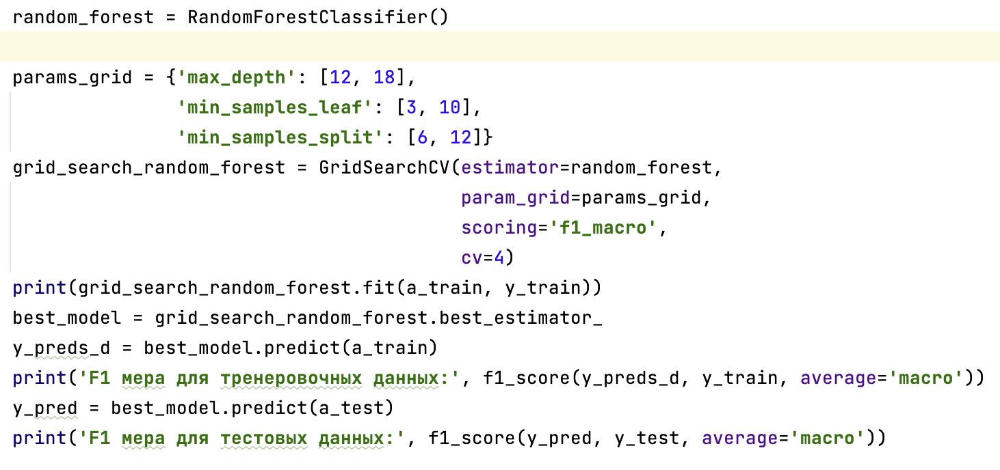 random_forest = RandomForestClassifier()
params_grid = {'max_depth': [12, 18],
'min_samples_leaf': [3, 10],
'min_samples_split': [6, 12]}
grid_search_random_forest = GridSearchCV(estimator=random_forest,
param_grid=params_grid,
scoring='f1_macro',
cv=4)
print(grid_search_random_forest.fit(a_train, y_train))
best_model = grid_search_random_forest.best_estimator_
y_preds_d = best_model.predict(a_train)
print('F1 мера для тренеровочных данных:', f1_score(y_preds_d, y_train, average='macro'))
y_pred = best_model.predict(a_test)
print('F1 мера для тестовых данных:', f1_score(y_pred, y_test, average='macro'))